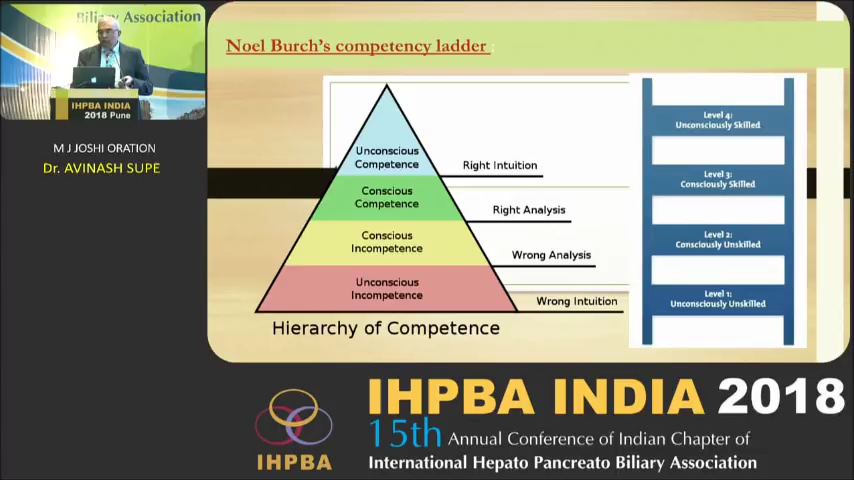 Biliary Association
IHPBA INDIA
2018 Pune
M J JOSHI ORATION
Dr. AVINASH SUPE
Noel Burch's competency ladder :
Unconscious
Competence
Right Intuition
Conscious
Competence
Right Analysis
Conscious
Incompetence
Wrong Analysis
Unconscious
Incompetence
Wrong Intuition
Hierarchy of Competence
Level 4:
Unconsciously Skilled
Level 3:
Consciously Skilled
Level 2:
Consciously Unskilled
Level 1:
Unconsciously Unskilled
IHPBA
IHPBA INDIA 2018
15th Annual Conference of Indian Chapter of
International Hepato Pancreato Biliary Association